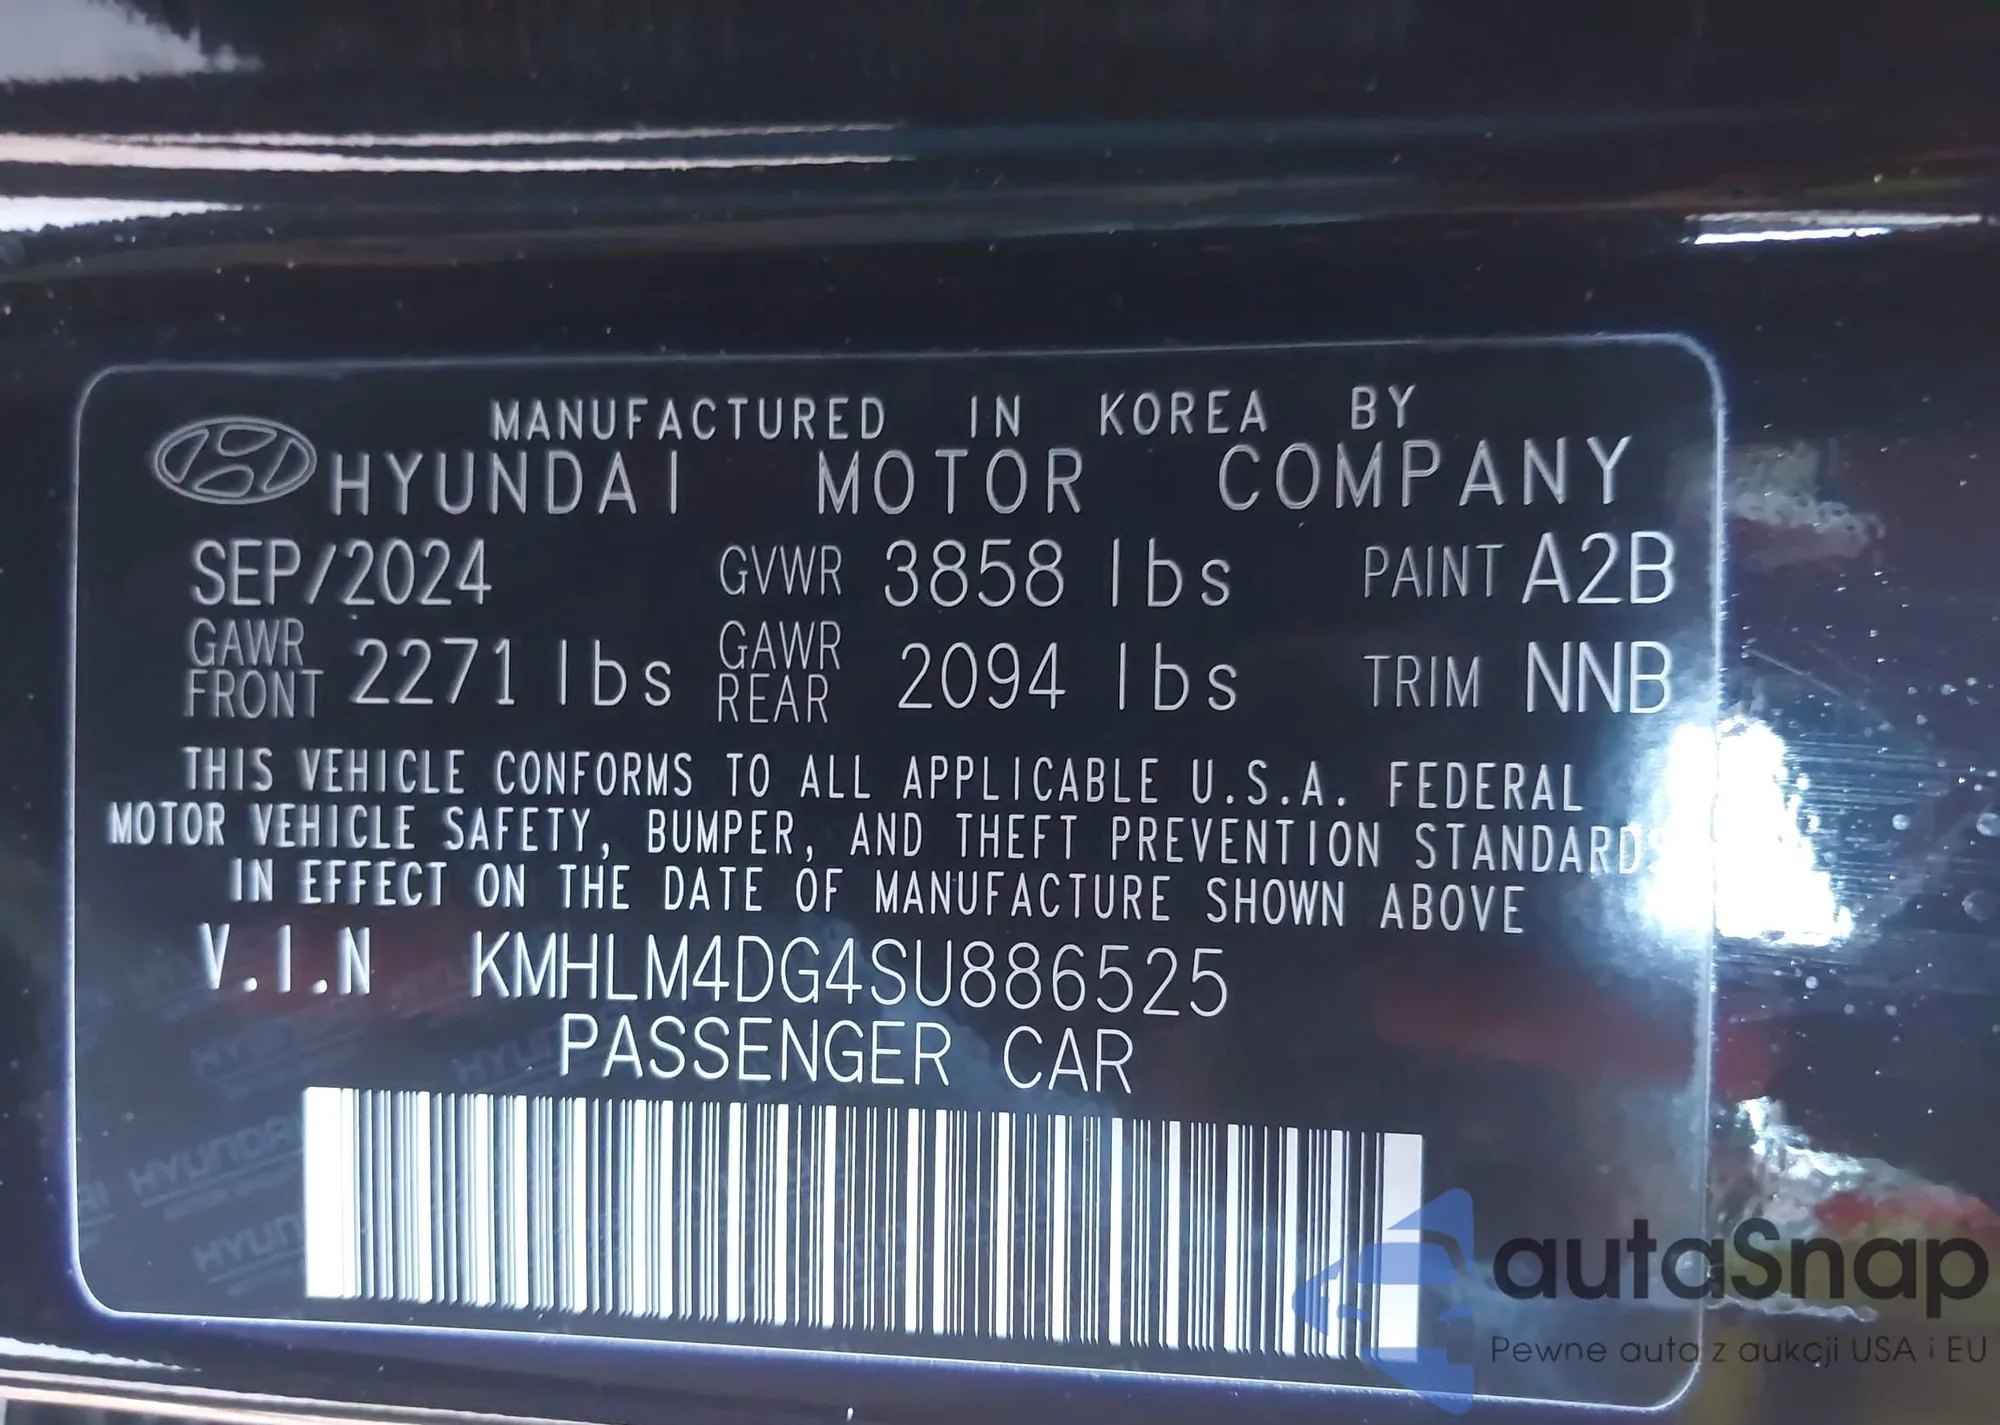 MANUFACTURED IN KOREA BY
HYUNDAI MOTOR COMPANY
SEP/2024 GVWR 3858 lbs PAINT A2B
GAWR FRONT 2271 lbs GAWR REAR 2094 lbs TRIM NNB
THIS VEHICLE CONFORMS TO ALL APPLICABLE U.S.A. FEDERAL
MOTOR VEHICLE SAFETY, BUMPER, AND THEFT PREVENTION STANDARDS
IN EFFECT ON THE DATE OF MANUFACTURE SHOWN ABOVE
V.I.N KMHLM4DG4SU886525
PASSENGER CAR
HYUNDAI
autaSnap
Pewne auto z aukcji USA i EU